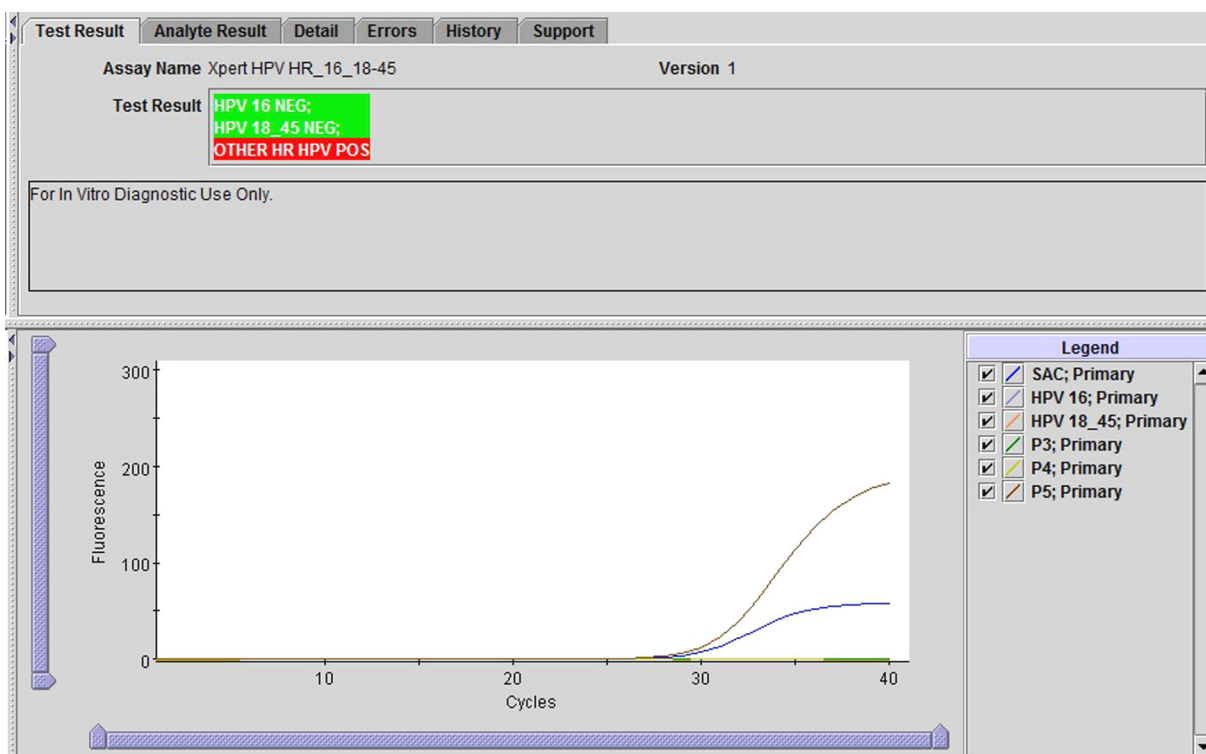 Test Result Analyte Result Detail Errors History Support
Assay Name Xpert HPV HR_16_18-45 Version 1
Test Result HPV 16 NEG;
HPV 18_45 NEG;
OTHER HR HPV POS
For In Vitro Diagnostic Use Only.
Legend
SAC; Primary
HPV 16; Primary
HPV 18_45; Primary
P3; Primary
P4; Primary
P5; Primary
300
200
100
0
Fluorescence
10 20 30 40
Cycles